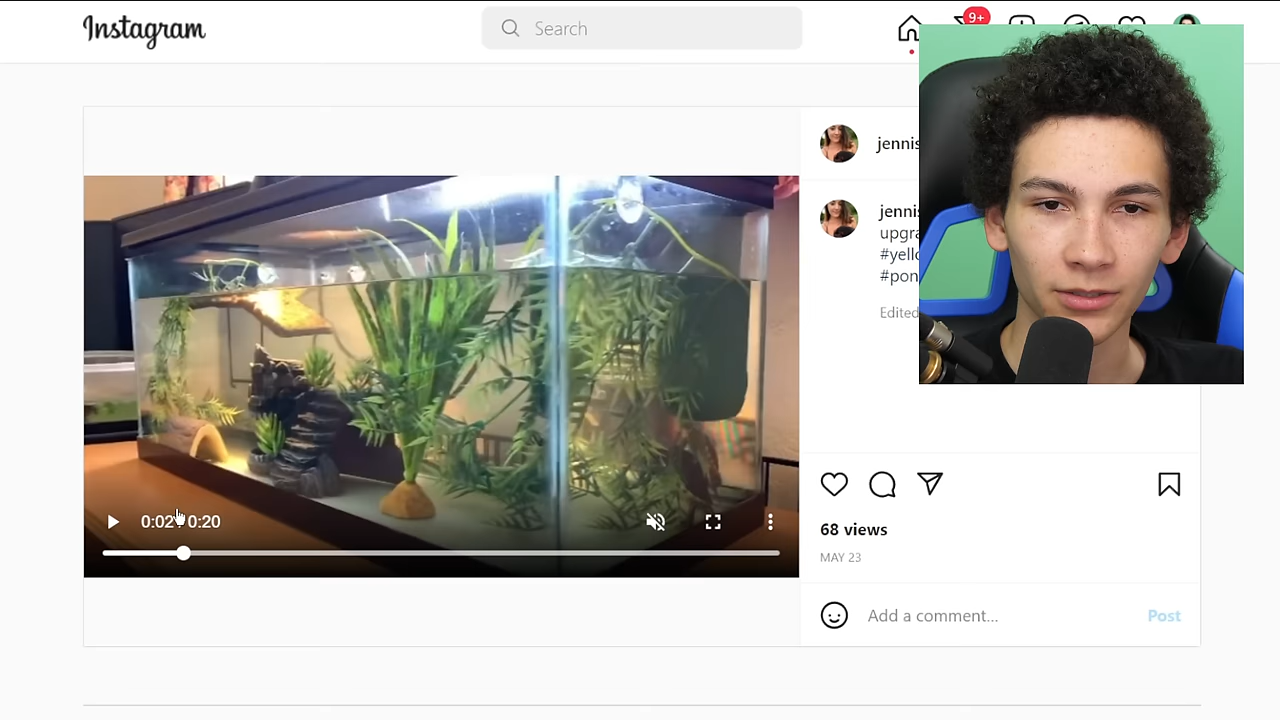 Instagram
Search
9+
jennis
jennis
upgra
#yello
#pon
Edited
0:02 / 0:20
68 views
MAY 23
Add a comment...
Post